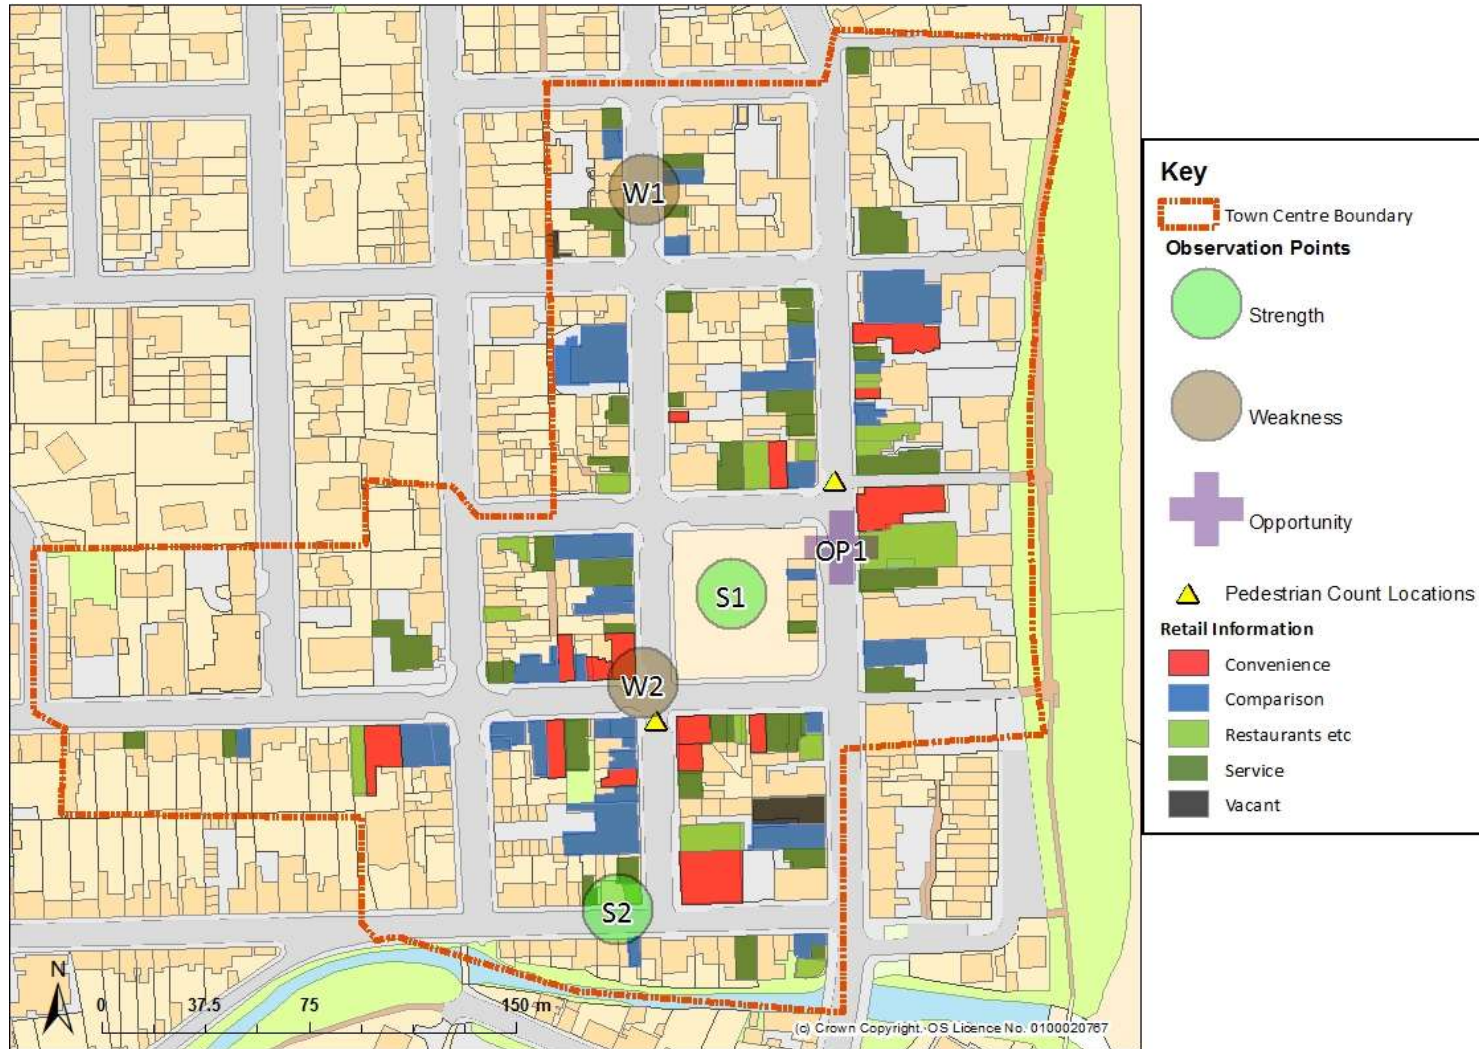 W1
S1
OP1
W2
S2
N
0 37.5 75 150 m
(c) Crown Copyright. OS Licence No. 0100020767
Key
Town Centre Boundary
Observation Points
Strength
Weakness
Opportunity
Pedestrian Count Locations
Retail Information
Convenience
Comparison
Restaurants etc
Service
Vacant